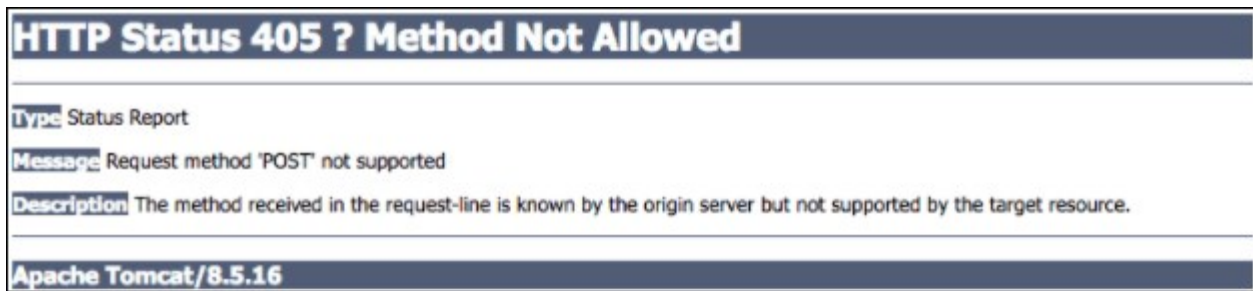 HTTP Status 405 ? Method Not Allowed
Type Status Report
Message Request method 'POST' not supported
Description The method received in the request-line is known by the origin server but not supported by the target resource.
Apache Tomcat/8.5.16